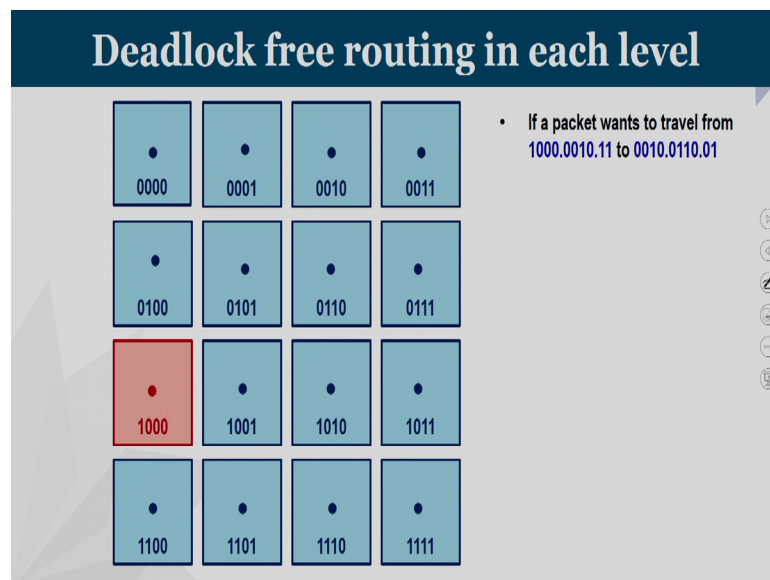 Deadlock free routing in each level
• If a packet wants to travel from
1000.0010.11 to 0010.0110.01
0000 0001 0010 0011
0100 0101 0110 0111
1000 1001 1010 1011
1100 1101 1110 1111